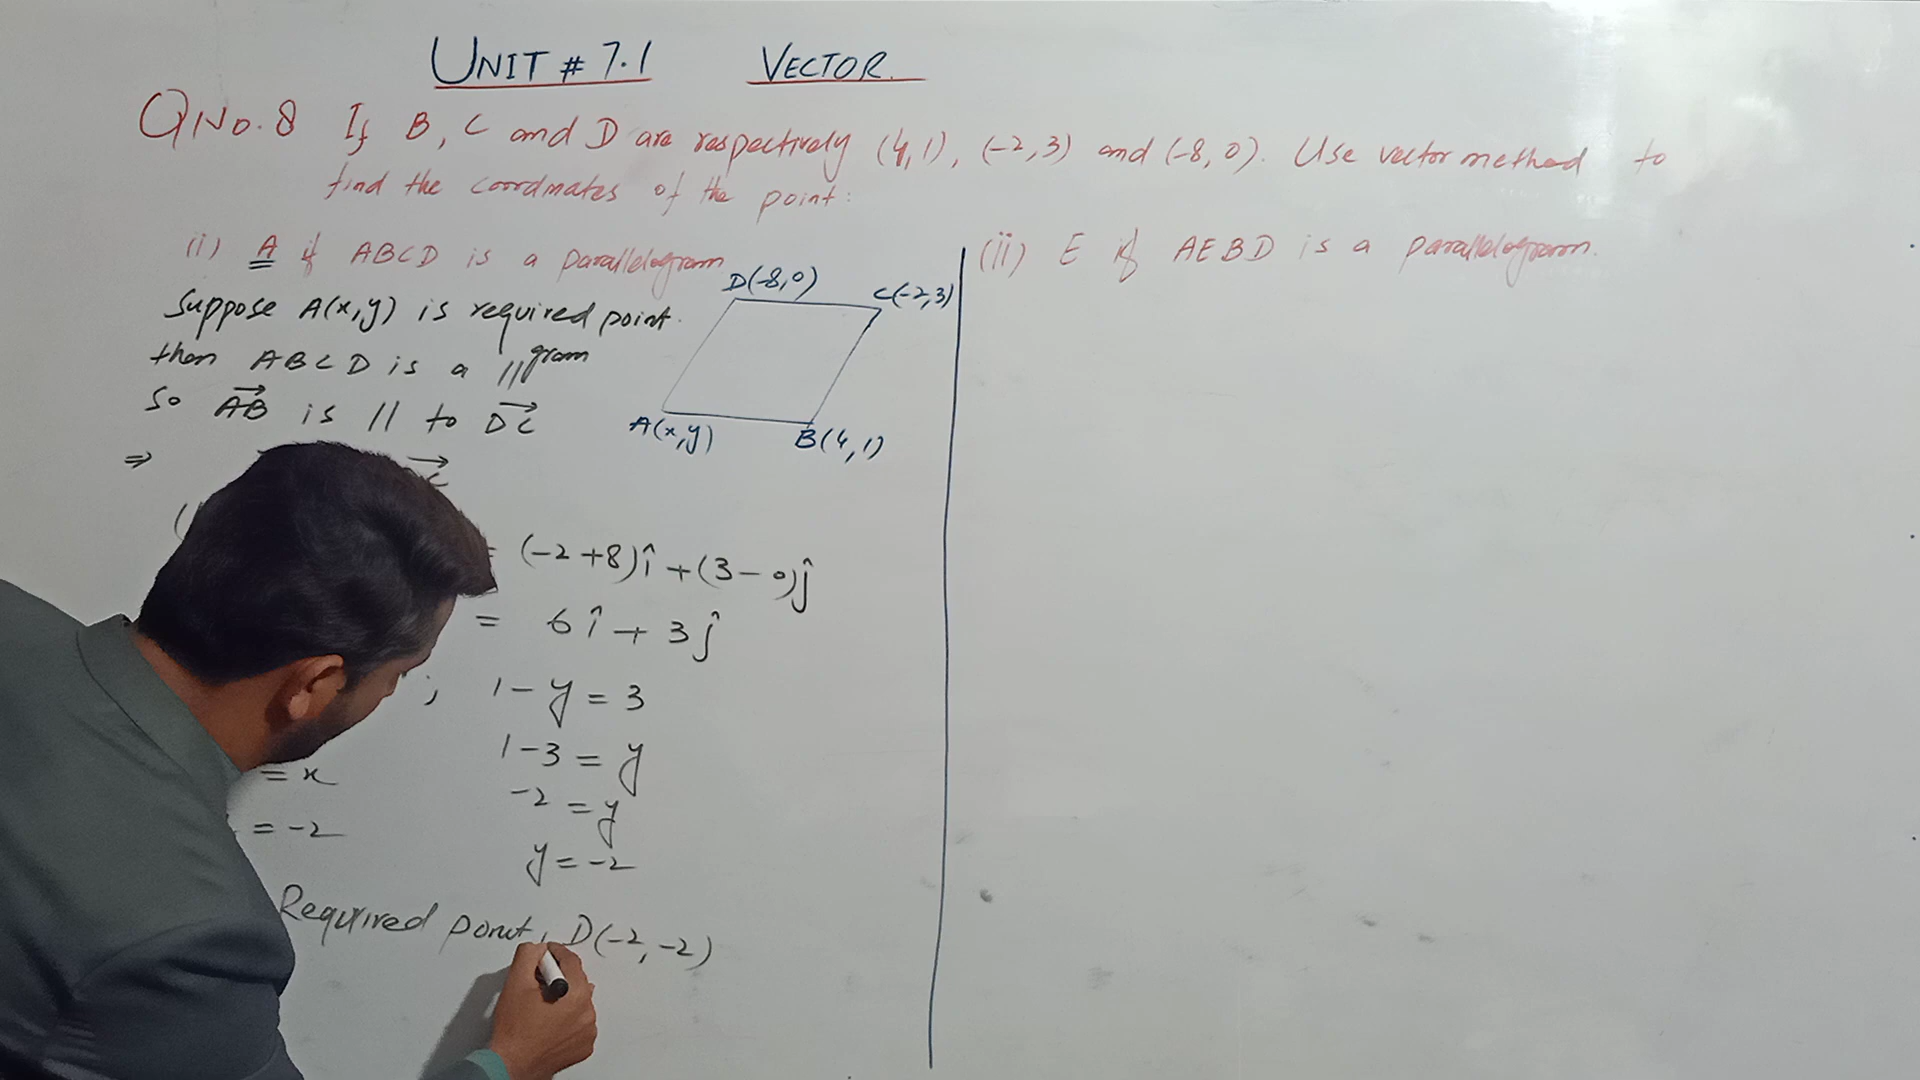 UNIT # 7.1 VECTOR.
Q No. 8 If B, C and D are respectively (4,1), (-2,3) and (-8,0). Use vector method to
find the coordinates of the point:
(i) A if ABCD is a parallelogram
Suppose A(x,y) is required point.
then ABCD is a ||gram
So AB is || to DC
⇒
= (-2+8)î + (3-0)ĵ
= 6î + 3ĵ
; 1-y = 3
1-3 = y
= x
-2 = y
= -2
y = -2
Required point, D(-2,-2)
D(-8,0)
C(-2,3)
A(x,y)
B(4,1)
(ii) E if AEBD is a parallelogram.